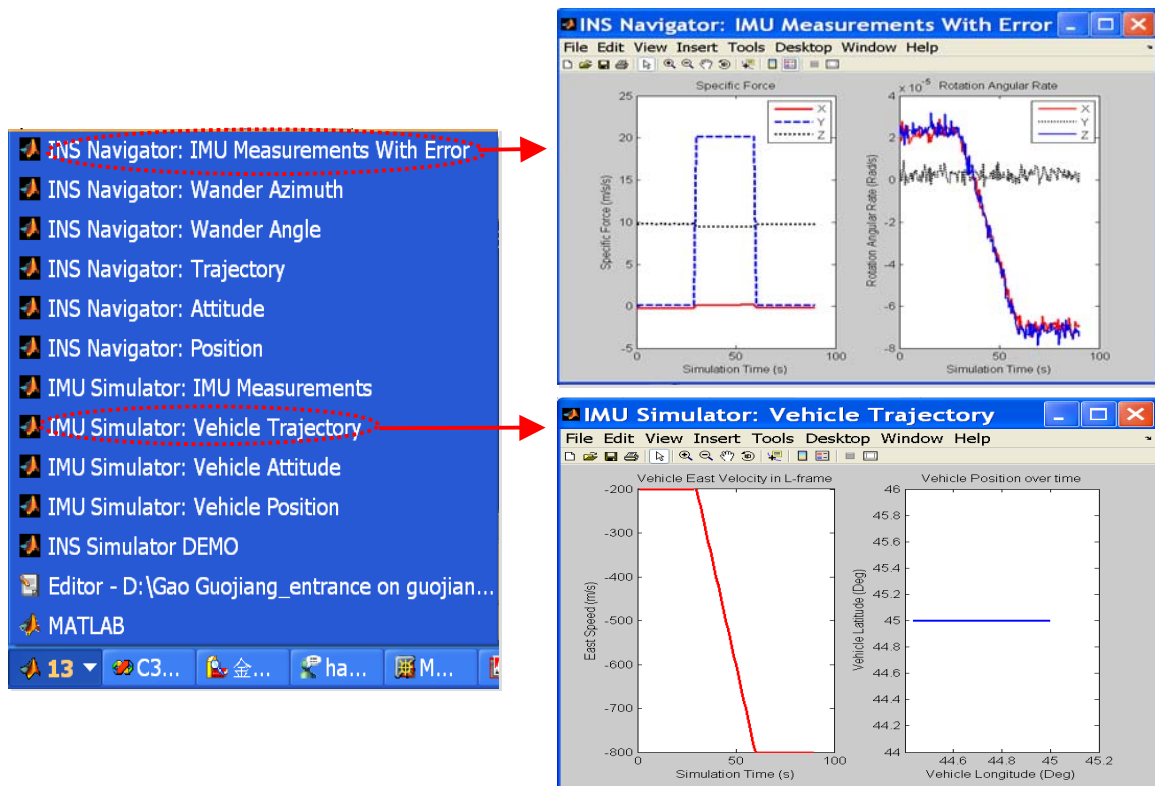 INS Navigator: IMU Measurements With Error
INS Navigator: Wander Azimuth
INS Navigator: Wander Angle
INS Navigator: Trajectory
INS Navigator: Attitude
INS Navigator: Position
IMU Simulator: IMU Measurements
IMU Simulator: Vehicle Trajectory
IMU Simulator: Vehicle Attitude
IMU Simulator: Vehicle Position
INS Simulator DEMO
Editor - D:\Gao Guojiang_entrance on guojian...
MATLAB
13 C3... 金... ha... M...
INS Navigator: IMU Measurements With Error
File Edit View Insert Tools Desktop Window Help
Specific Force
25
20
15
10
5
0
-5
0 50 100
Specific Force (m/s/s)
Simulation Time (s)
X
Y
Z
x 10⁻⁵ Rotation Angular Rate
4
2
0
-2
-4
-6
-8
0 50 100
Rotation Angular Rate (Rad/s)
Simulation Time (s)
X
Y
Z
IMU Simulator: Vehicle Trajectory
File Edit View Insert Tools Desktop Window Help
Vehicle East Velocity in L-frame
-200
-300
-400
-500
-600
-700
-800
0 50 100
East Speed (m/s)
Simulation Time (s)
Vehicle Position over time
46
45.8
45.6
45.4
45.2
45
44.8
44.6
44.4
44.2
44
44.6 44.8 45 45.2
Vehicle Latitude (Deg)
Vehicle Longitude (Deg)